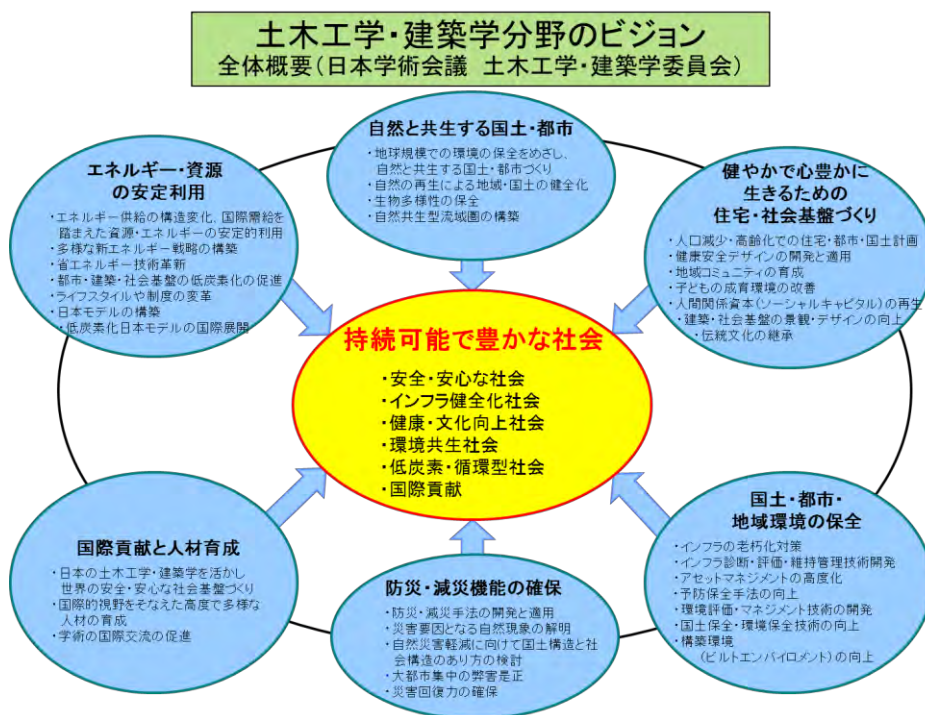 土木工学・建築学分野のビジョン
全体概要(日本学術会議 土木工学・建築学委員会)
自然と共生する国土・都市
・地球規模での環境の保全をめざし、
自然と共生する国土・都市づくり
・自然の再生による地域・国土の健全化
・生物多様性の保全
・自然共生型流域圏の構築
エネルギー・資源
の安定利用
・エネルギー供給の構造変化、国際需給を
踏まえた資源・エネルギーの安定的利用
・多様な新エネルギー戦略の構築
・省エネルギー技術革新
・都市・建築・社会基盤の低炭素化の促進
・ライフスタイルや制度の変革
・日本モデルの構築
・低炭素化日本モデルの国際展開
健やかで心豊かに
生きるための
住宅・社会基盤づくり
・人口減少・高齢化での住宅・都市・国土計画
・健康安全デザインの開発と適用
・地域コミュニティの育成
・子どもの成育環境の改善
・人間関係資本(ソーシャルキャピタル)の再生
・建築・社会基盤の景観・デザインの向上
・伝統文化の継承
持続可能で豊かな社会
・安全・安心な社会
・インフラ健全化社会
・健康・文化向上社会
・環境共生社会
・低炭素・循環型社会
・国際貢献
国際貢献と人材育成
・日本の土木工学・建築学を活かし
世界の安全・安心な社会基盤づくり
・国際的視野をそなえた高度で多様な
人材の育成
・学術の国際交流の促進
防災・減災機能の確保
・防災・減災手法の開発と適用
・災害要因となる自然現象の解明
・自然災害軽減に向けて国土構造と社
会構造のあり方の検討
・大都市集中の弊害是正
・災害回復力の確保
国土・都市・
地域環境の保全
・インフラの老朽化対策
・インフラ診断・評価・維持管理技術開発
・アセットマネジメントの高度化
・予防保全手法の向上
・環境評価・マネジメント技術の開発
・国土保全・環境保全技術の向上
・構築環境
(ビルトエンバイロメント)の向上